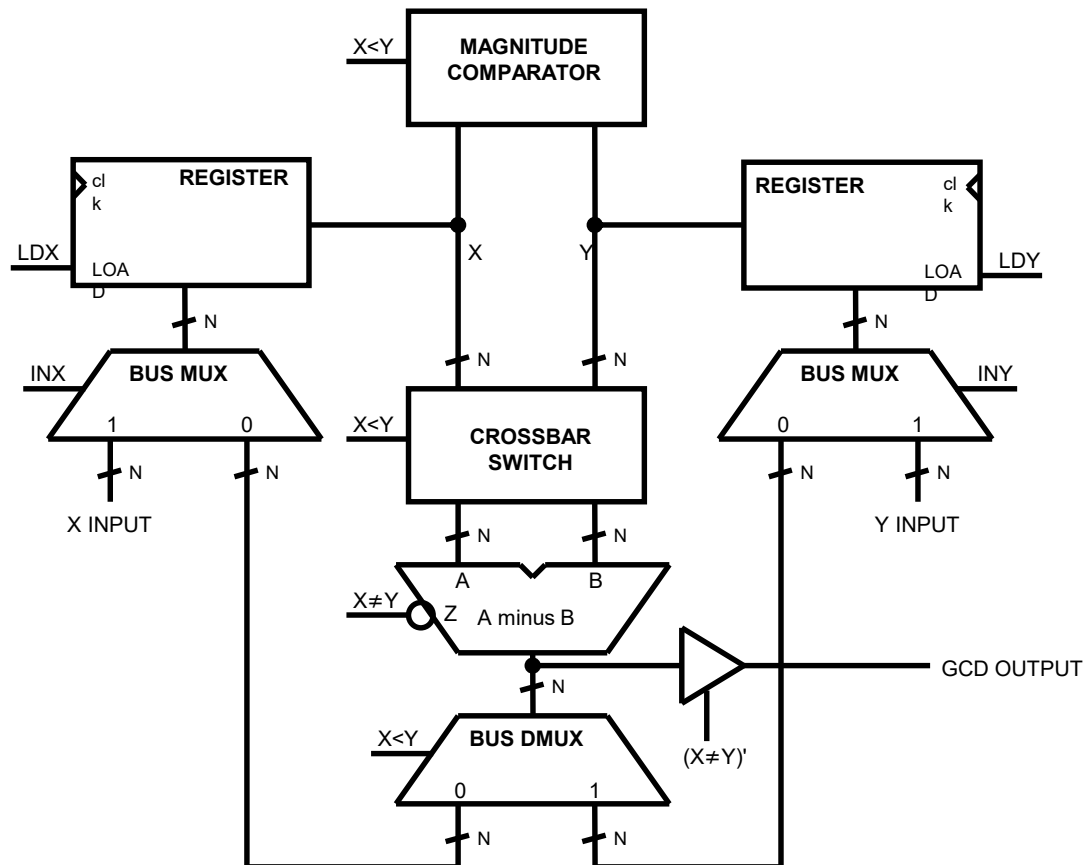 X<Y
MAGNITUDE
COMPARATOR
cl
k
REGISTER
LDX
LOA
D
X
Y
REGISTER
cl
k
LOA
D
LDY
N
N
N
N
INX
BUS MUX
1
0
X<Y
CROSSBAR
SWITCH
BUS MUX
INY
0
1
N
N
N
N
X INPUT
Y INPUT
N
N
A
B
X≠Y
Z
A minus B
GCD OUTPUT
N
X<Y
BUS DMUX
(X≠Y)'
0
1
N
N